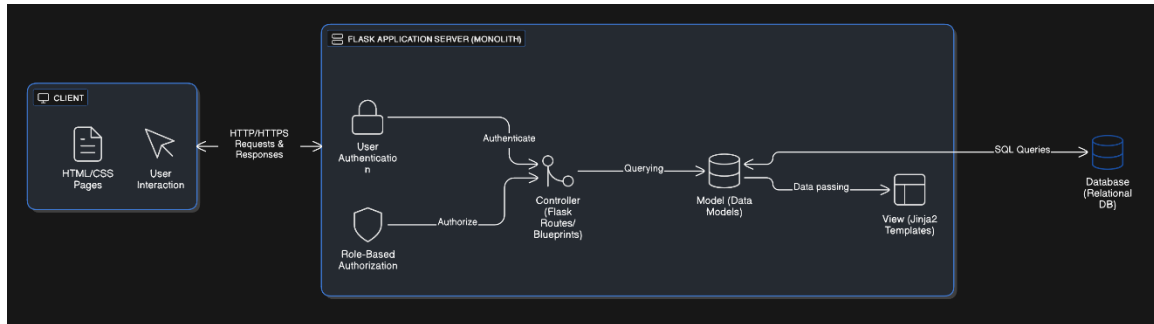 FLASK APPLICATION SERVER (MONOLITH)
CLIENT
HTML/CSS
Pages
User
Interaction
HTTP/HTTPS
Requests &
Responses
User
Authenticatio
n
Authenticate
Role-Based
Authorization
Authorize
Controller
(Flask
Routes/
Blueprints)
Querying
Model (Data
Models)
Data passing
View (Jinja2
Templates)
SQL Queries
Database
(Relational
DB)